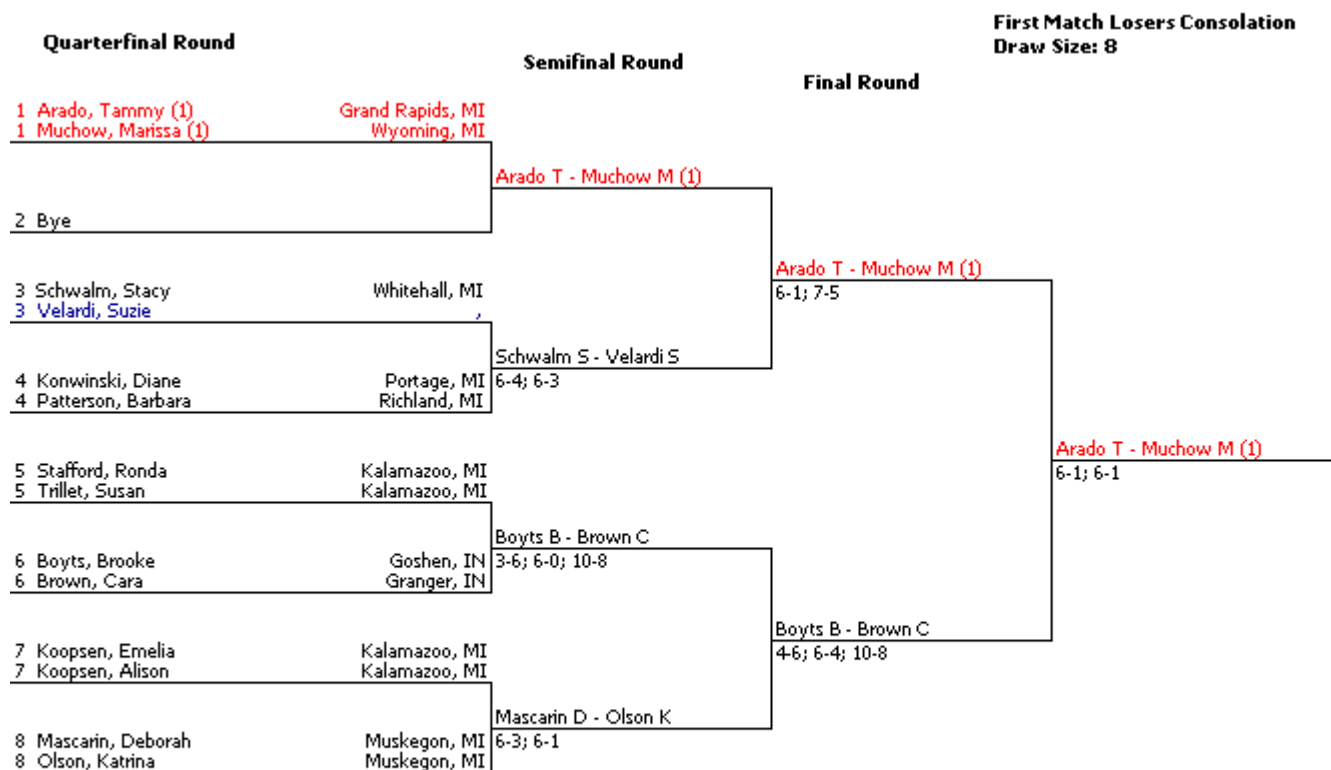 First Match Losers Consolation
Draw Size: 8
Quarterfinal Round
Semifinal Round
Final Round
1 Arado, Tammy (1) Grand Rapids, MI
1 Muchow, Marissa (1) Wyoming, MI
Arado T - Muchow M (1)
2 Bye
Arado T - Muchow M (1)
6-1; 7-5
3 Schwalm, Stacy Whitehall, MI
3 Velardi, Suzie ,
Schwalm S - Velardi S
6-4; 6-3
4 Konwinski, Diane Portage, MI
4 Patterson, Barbara Richland, MI
Arado T - Muchow M (1)
6-1; 6-1
5 Stafford, Ronda Kalamazoo, MI
5 Trillet, Susan Kalamazoo, MI
Boyts B - Brown C
3-6; 6-0; 10-8
6 Boyts, Brooke Goshen, IN
6 Brown, Cara Granger, IN
Boyts B - Brown C
4-6; 6-4; 10-8
7 Koopsen, Emelia Kalamazoo, MI
7 Koopsen, Alison Kalamazoo, MI
Mascarin D - Olson K
6-3; 6-1
8 Mascarin, Deborah Muskegon, MI
8 Olson, Katrina Muskegon, MI